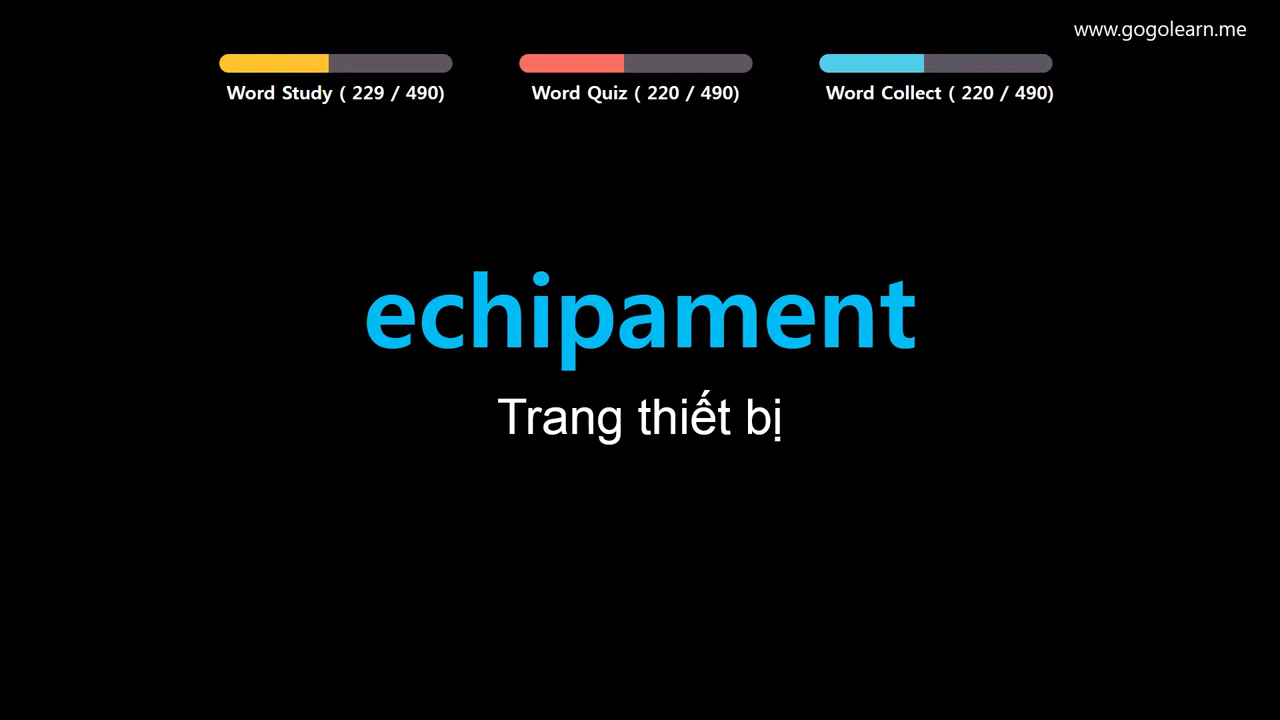 www.gogolearn.me
Word Study ( 229 / 490)
Word Quiz ( 220 / 490)
Word Collect ( 220 / 490)
echipament
Trang thiết bị